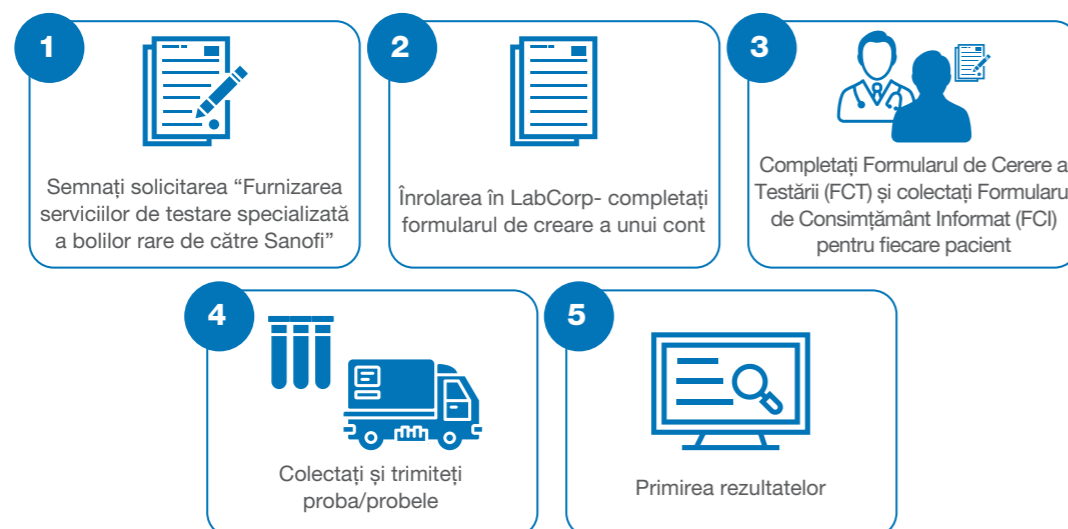 1
Semnați solicitarea “Furnizarea
serviciilor de testare specializată
a bolilor rare de către Sanofi”
2
Înrolarea în LabCorp- completați
formularul de creare a unui cont
3
Completați Formularul de Cerere a
Testării (FCT) și colectați Formularu
de Consimțământ Informat (FCI)
pentru fiecare pacient
4
Colectați și trimiteți
proba/probele
5
Primirea rezultatelor